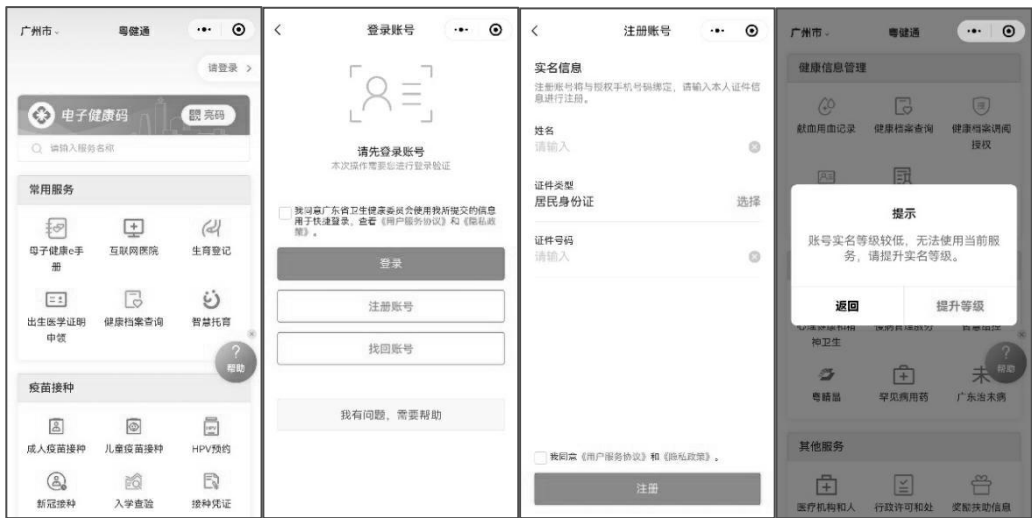 广州市
粤健通
请登录 >
电子健康码
亮码
请输入服务名称
常用服务
母子健康e手册
互联网医院
生育登记
出生医学证明申领
健康档案查询
智慧托育
?
帮助
疫苗接种
成人疫苗接种
儿童疫苗接种
HPV预约
新冠接种
入学查验
接种凭证
登录账号
请先登录账号
本次操作需要您进行登录验证
我同意广东省卫生健康委员会使用我所提交的信息
用于快捷登录，查看《用户服务协议》和《隐私政
策》。
登录
注册账号
找回账号
我有问题，需要帮助
注册账号
实名信息
注册账号将与授权手机号码绑定，请输入本人证件信
息进行注册。
姓名
请输入
证件类型
居民身份证
选择
证件号码
请输入
我同意《用户服务协议》和《隐私政策》。
注册
广州市
粤健通
健康信息管理
献血用血记录
健康档案查询
健康档案调阅授权
提示
账号实名等级较低，无法使用当前服
务，请提升实名等级。
返回
提升等级
神卫生
?
帮助
粤晴晶
罕见病用药
广东治未病
其他服务
医疗机构和人
行政许可和处
奖励扶助信息